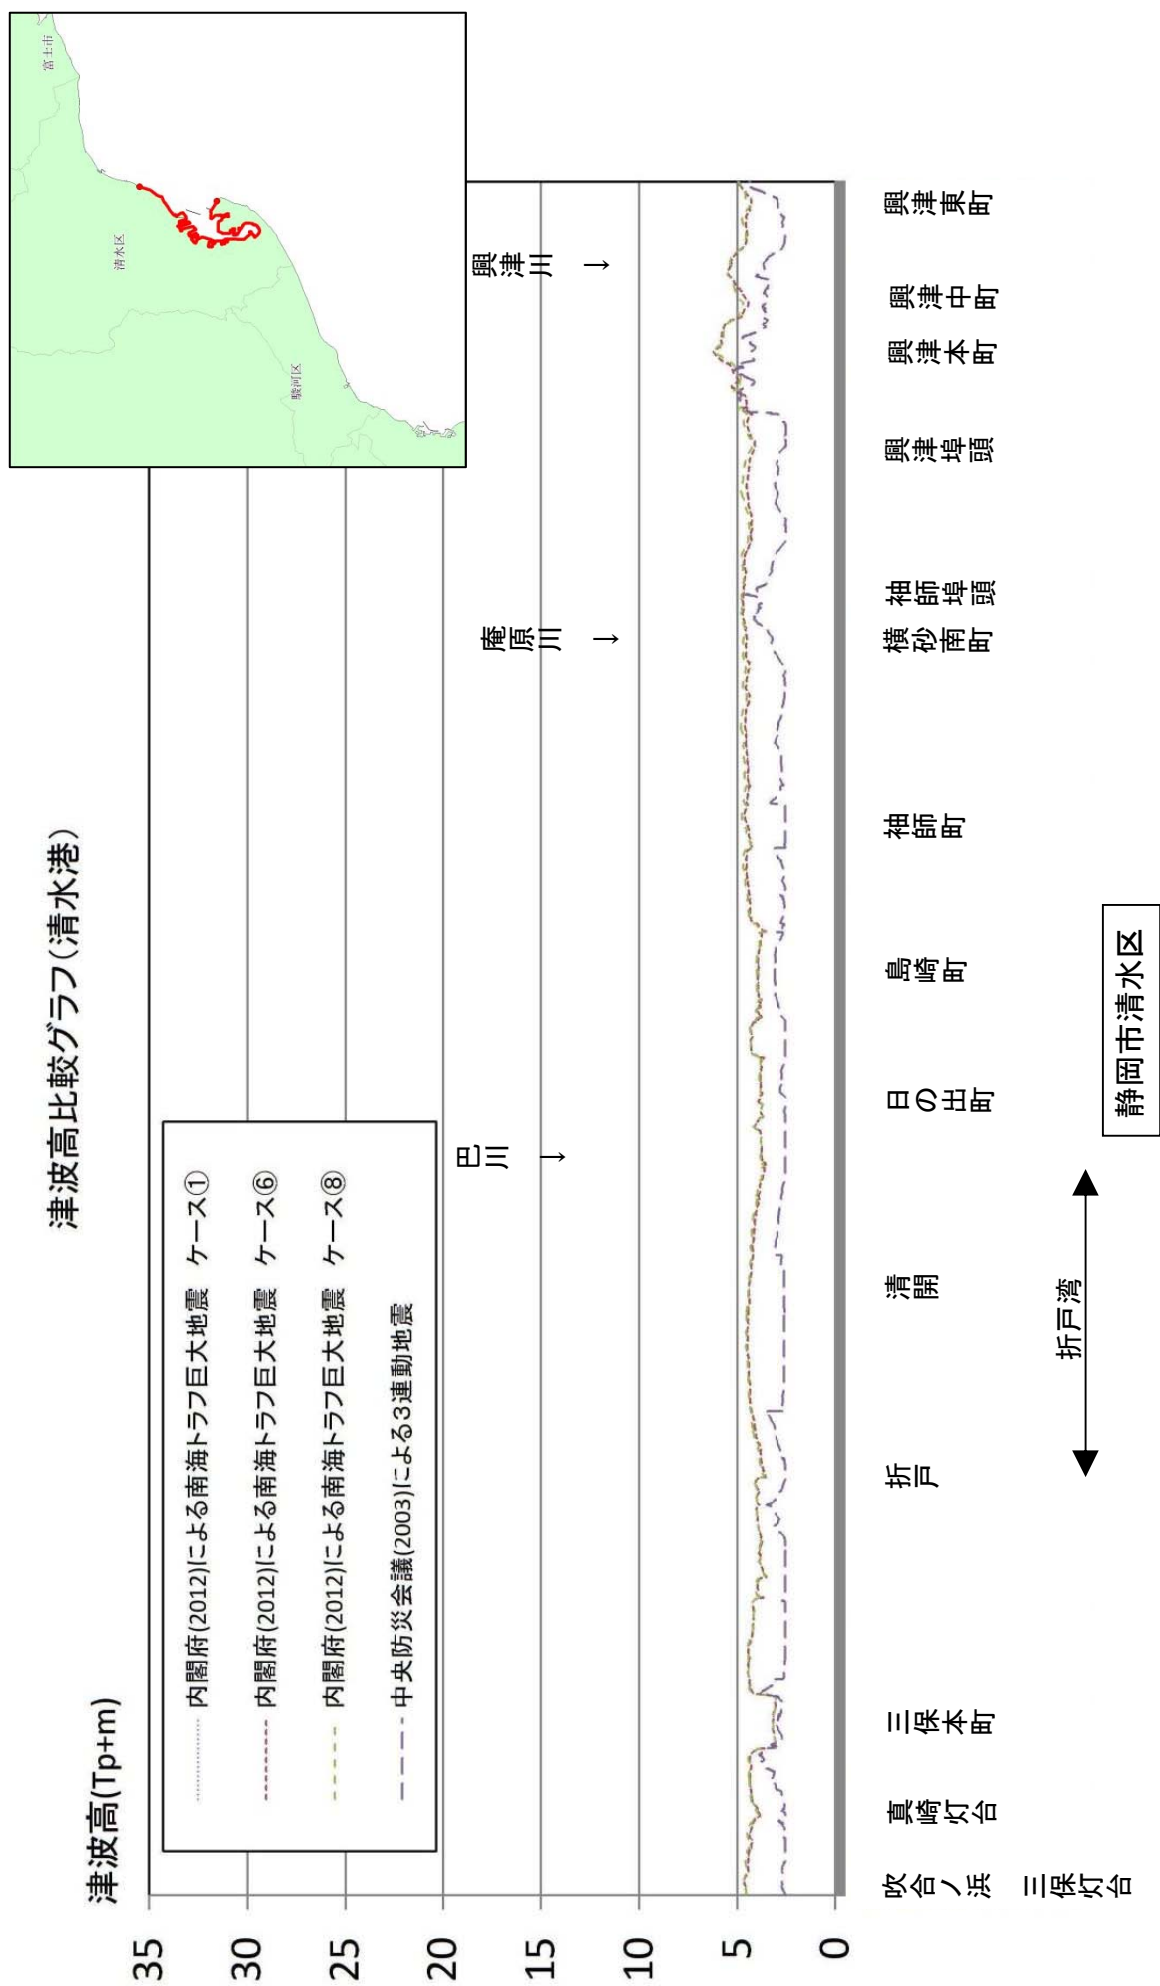 津波高比較グラフ（清水港）
津波高(Tp+m)
35
30
25
20
15
10
5
0
内閣府(2012)による南海トラフ巨大地震　ケース①
内閣府(2012)による南海トラフ巨大地震　ケース⑥
内閣府(2012)による南海トラフ巨大地震　ケース⑧
中央防災会議(2003)による３連動地震
富士市
清水区
駿河区
巴川
↓
庵原川
↓
興津川
↓
吹合ノ浜
三保灯台
真崎灯台
三保本町
折戸
清開
日の出町
島崎町
袖師町
横砂南町
袖師埠頭
興津埠頭
興津本町
興津中町
興津東町
折戸湾
静岡市清水区